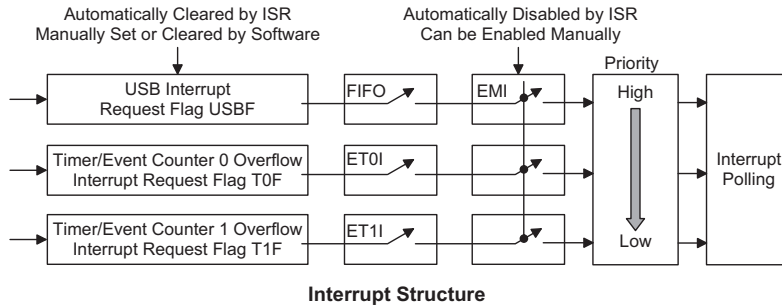 Automatically Cleared by ISR
Manually Set or Cleared by Software
Automatically Disabled by ISR
Can be Enabled Manually
Priority
USB Interrupt
Request Flag USBF
FIFO
EMI
High
Timer/Event Counter 0 Overflow
Interrupt Request Flag T0F
ET0I
Interrupt
Polling
Timer/Event Counter 1 Overflow
Interrupt Request Flag T1F
ET1I
Low
Interrupt Structure